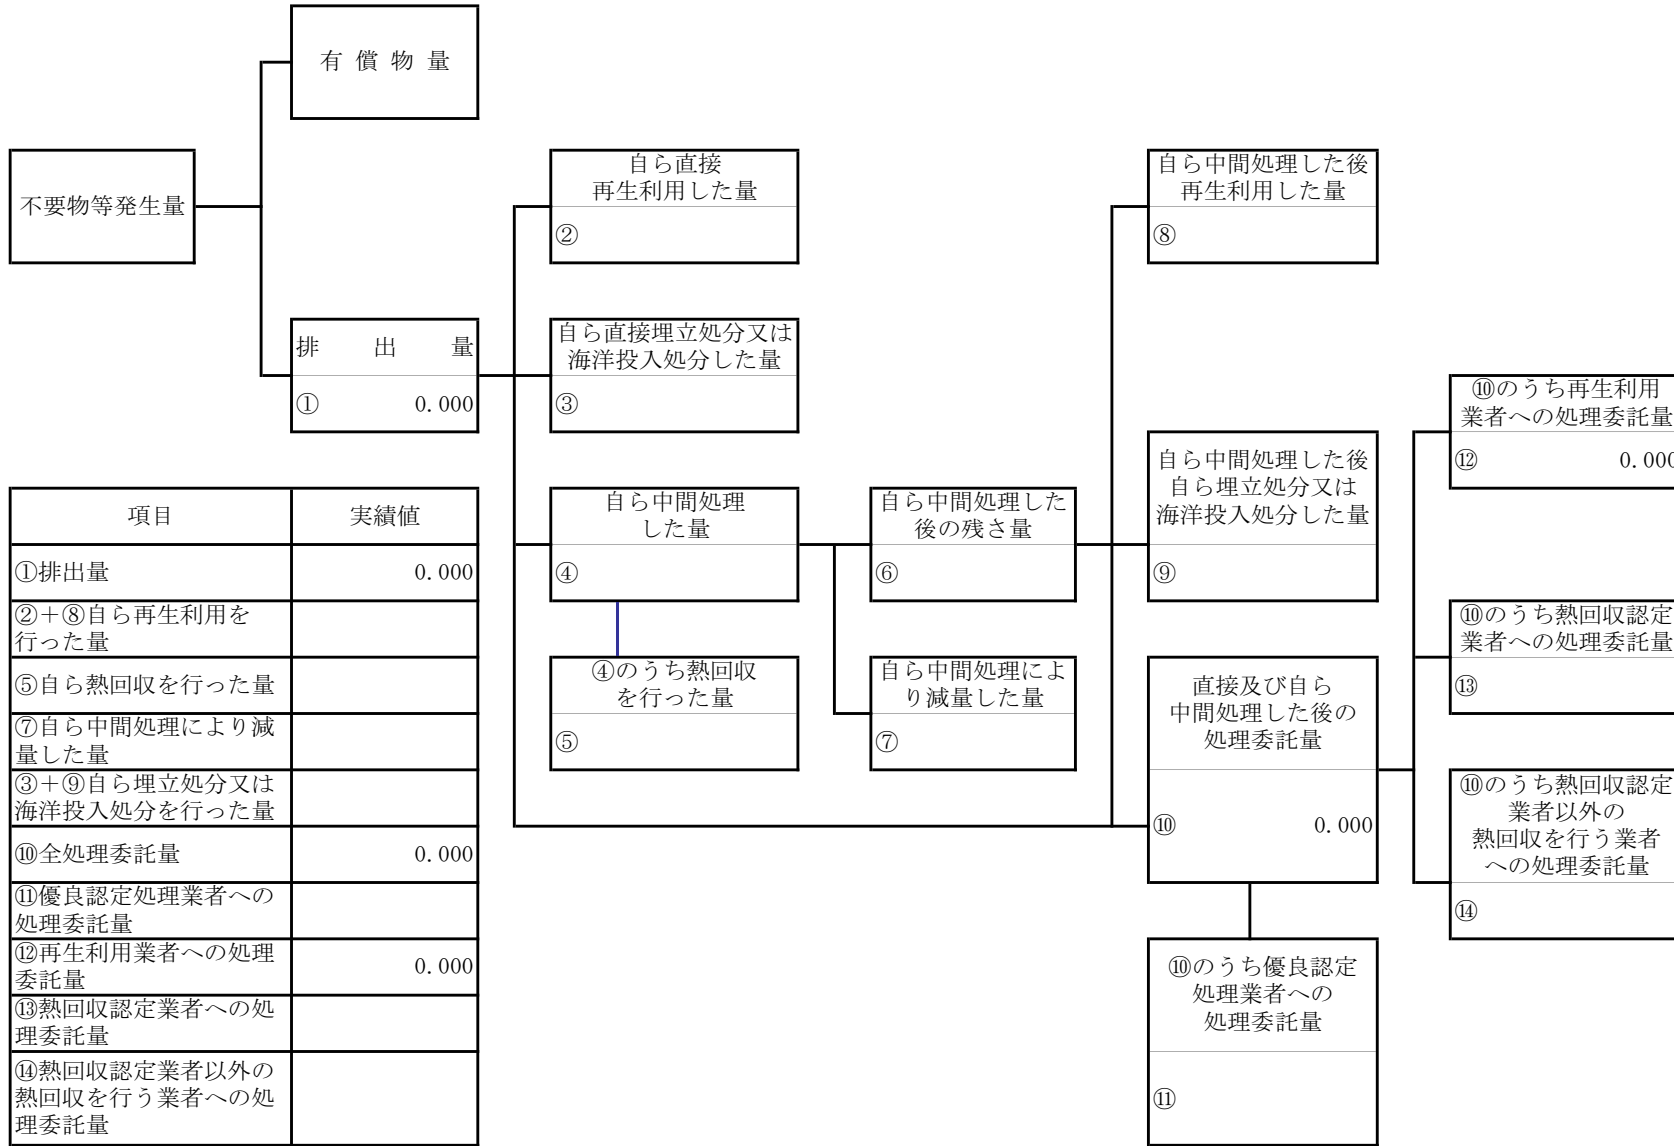 有償物量
不要物等発生量
排出量
① 0.000
自ら直接
再生利用した量
②
自ら直接埋立処分又は
海洋投入処分した量
③
自ら中間処理
した量
④
④のうち熱回収
を行った量
⑤
自ら中間処理した
後の残さ量
⑥
自ら中間処理によ
り減量した量
⑦
自ら中間処理した後
再生利用した量
⑧
自ら中間処理した後
自ら埋立処分又は
海洋投入処分した量
⑨
直接及び自ら
中間処理した後の
処理委託量
⑩ 0.000
⑩のうち優良認定
処理業者への
処理委託量
⑪
⑩のうち再生利用
業者への処理委託量
⑫ 0.000
⑩のうち熱回収認定
業者への処理委託量
⑬
⑩のうち熱回収認定
業者以外の
熱回収を行う業者
への処理委託量
⑭
項目 実績値
①排出量 0.000
②＋⑧自ら再生利用を
行った量
⑤自ら熱回収を行った量
⑦自ら中間処理により減
量した量
③＋⑨自ら埋立処分又は
海洋投入処分を行った量
⑩全処理委託量 0.000
⑪優良認定処理業者への
処理委託量
⑫再生利用業者への処理
委託量 0.000
⑬熱回収認定業者への処
理委託量
⑭熱回収認定業者以外の
熱回収を行う業者への処
理委託量